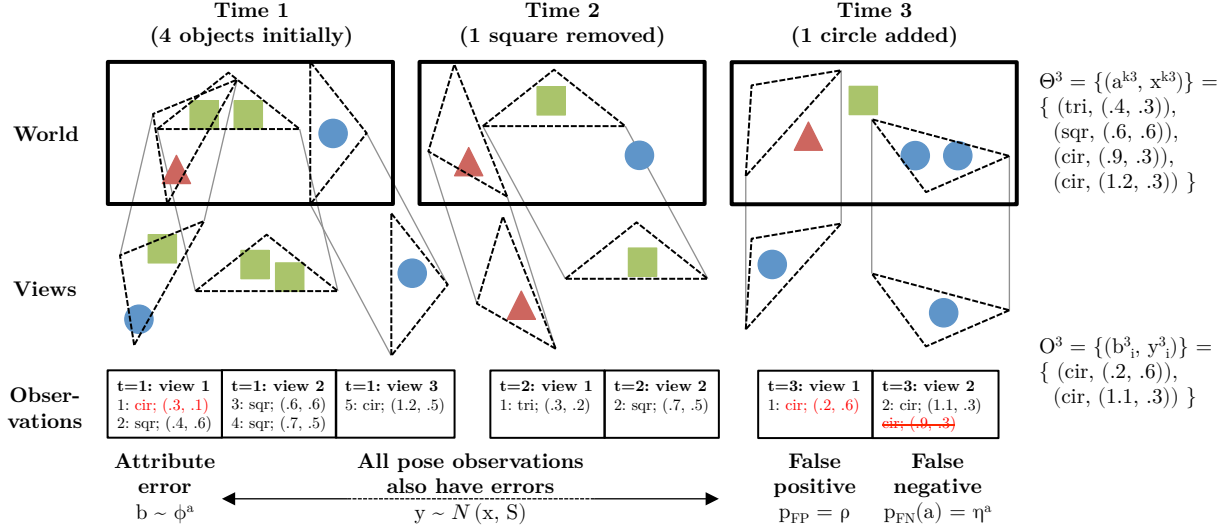 Time 1
(4 objects initially)
Time 2
(1 square removed)
Time 3
(1 circle added)
World
Θ³ = {(aᵏ³, xᵏ³)} =
{ (tri, (.4, .3)),
(sqr, (.6, .6)),
(cir, (.9, .3)),
(cir, (1.2, .3)) }
Views
O³ = {(b³ᵢ, y³ᵢ)} =
{ (cir, (.2, .6)),
(cir, (1.1, .3)) }
Obser-
vations
t=1: view 1
1: cir; (.3, .1)
2: sqr; (.4, .6)
t=1: view 2
3: sqr; (.6, .6)
4: sqr; (.7, .5)
t=1: view 3
5: cir; (1.2, .5)
t=2: view 1
1: tri; (.3, .2)
t=2: view 2
2: sqr; (.7, .5)
t=3: view 1
1: cir; (.2, .6)
t=3: view 2
2: cir; (1.1, .3)
cir; (.9, .3)
Attribute
error
b ~ ϕᵃ
All pose observations
also have errors
y ~ N (x, S)
False
positive
p_FP = ρ
False
negative
p_FN(a) = ηᵃ